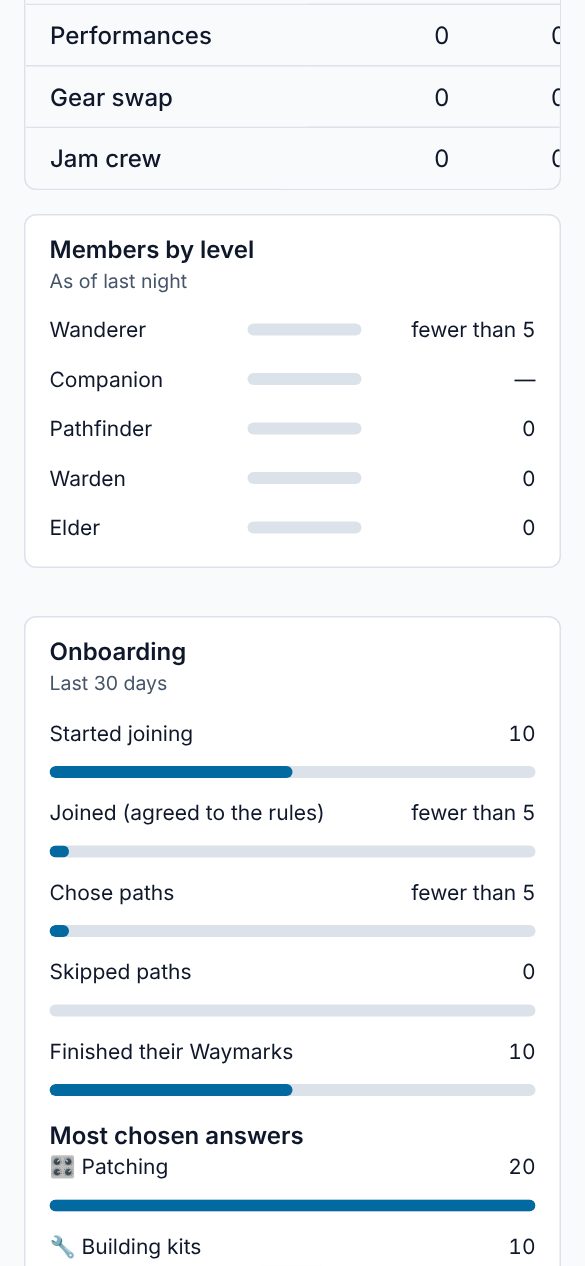 Performances 0 0
Gear swap 0 0
Jam crew 0 0
Members by level
As of last night
Wanderer fewer than 5
Companion —
Pathfinder 0
Warden 0
Elder 0
Onboarding
Last 30 days
Started joining 10
Joined (agreed to the rules) fewer than 5
Chose paths fewer than 5
Skipped paths 0
Finished their Waymarks 10
Most chosen answers
🎛️ Patching 20
🔧 Building kits 10